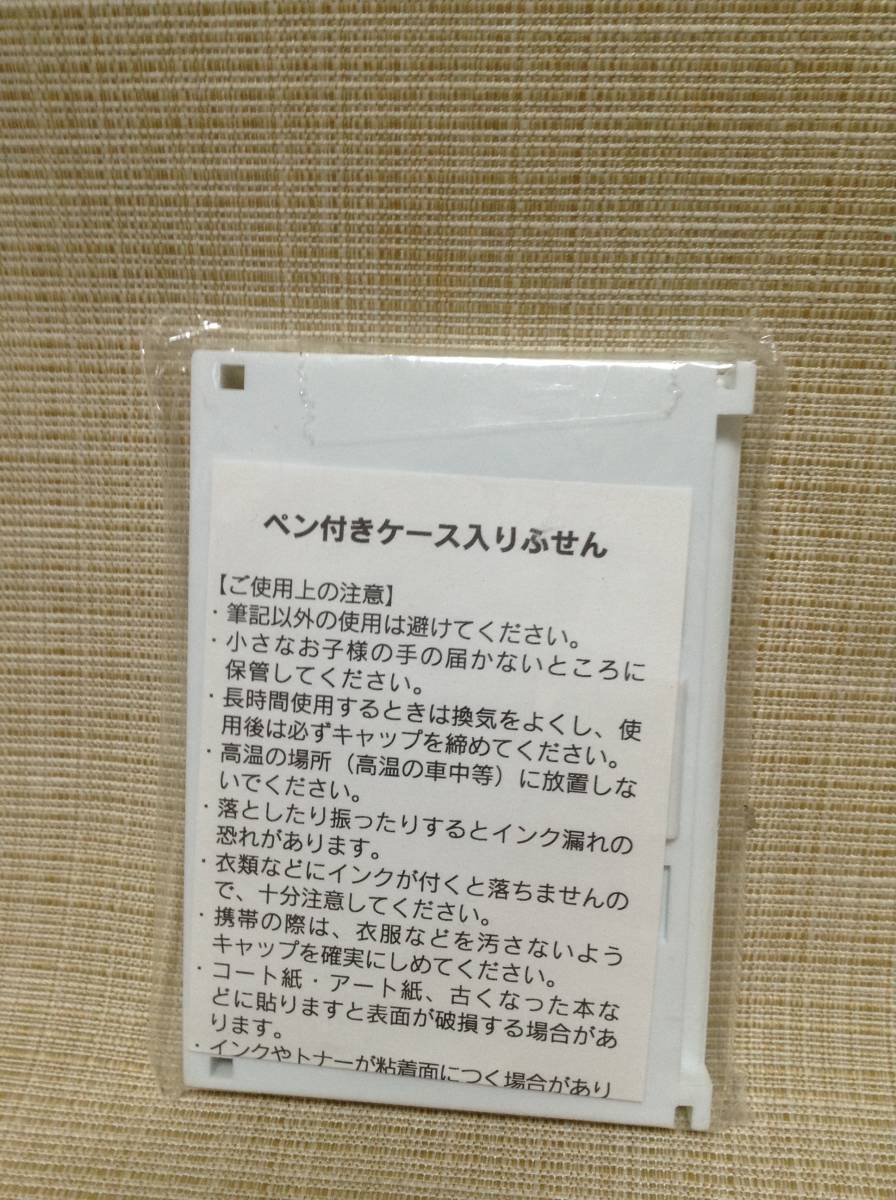 ペン付きケース入りふせん
【ご使用上の注意】
・筆記以外の使用は避けてください。
・小さなお子様の手の届かないところに
保管してください。
・長時間使用するときは換気をよくし、使
用後は必ずキャップを締めてください。
・高温の場所（高温の車中等）に放置しな
いでください。
・落としたり振ったりするとインク漏れの
恐れがあります。
・衣類などにインクが付くと落ちませんの
で、十分注意してください。
・携帯の際は、衣服などを汚さないよう
キャップを確実にしめてください。
・コート紙・アート紙、古くなった本な
どに貼りますと表面が破損する場合があ
ります。
・インクやトナーが粘着面につく場合があり